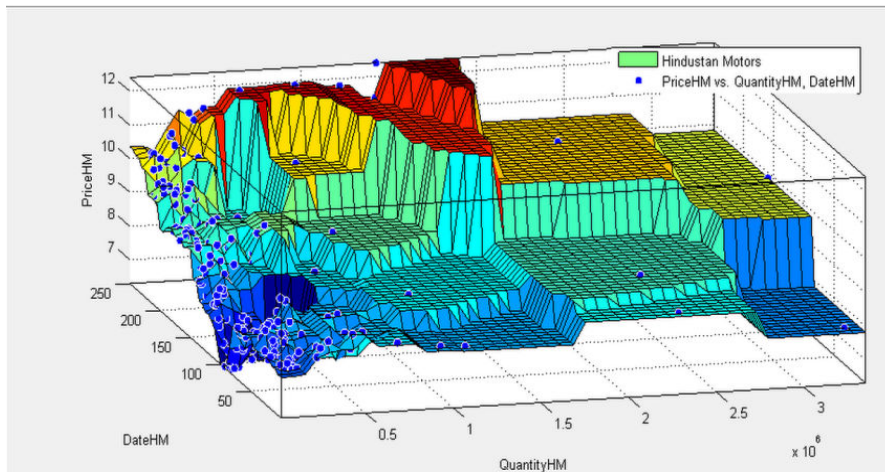 Hindustan Motors
PriceHM vs. QuantityHM, DateHM
12
11
10
9
8
7
PriceHM
250
200
150
100
50
DateHM
0.5
1
1.5
2
2.5
3
x 10^6
QuantityHM